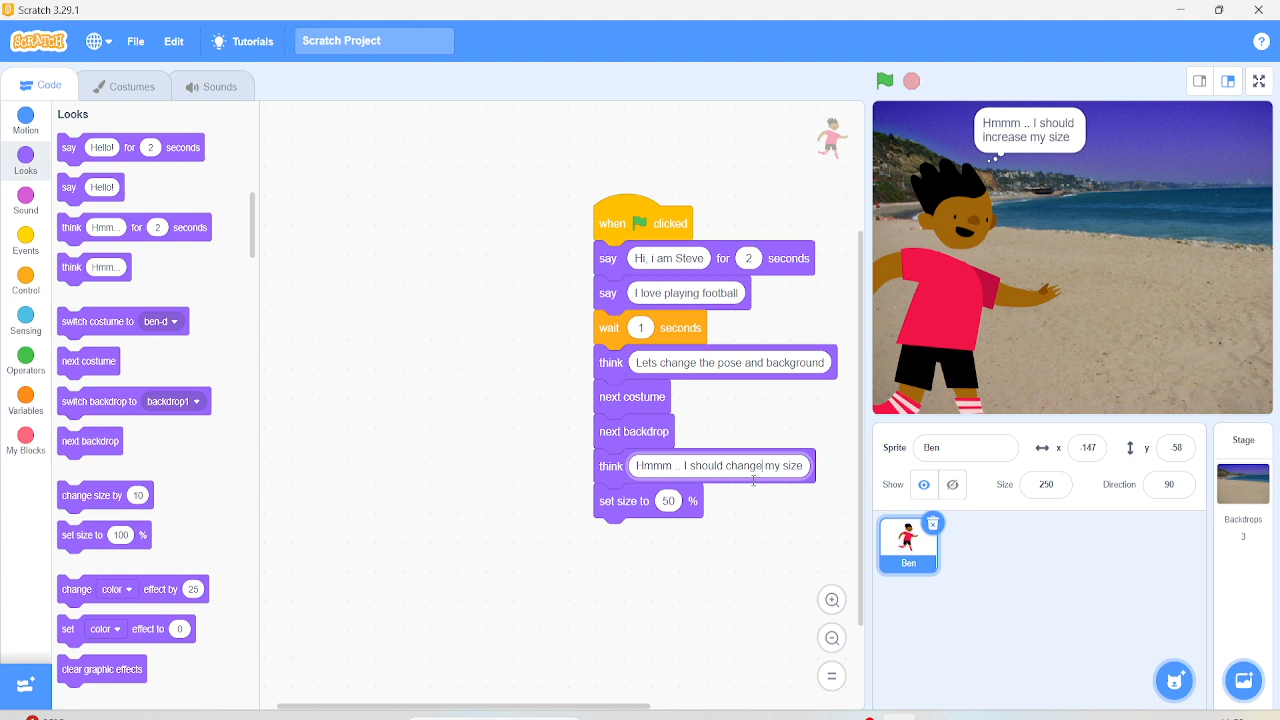 Scratch 3.29.1
SCRATCH
File
Edit
Tutorials
Scratch Project
?
Code
Costumes
Sounds
Motion
Looks
Sound
Events
Control
Sensing
Operators
Variables
My Blocks
Looks
say Hello! for 2 seconds
say Hello!
think Hmm... for 2 seconds
think Hmm...
switch costume to ben-d
next costume
switch backdrop to backdrop1
next backdrop
change size by 10
set size to 100 %
change color effect by 25
set color effect to 0
clear graphic effects
when clicked
say Hi, i am Steve for 2 seconds
say I love playing football
wait 1 seconds
think Lets change the pose and background
next costume
next backdrop
think Hmmm .. I should change my size
set size to 50 %
Hmmm .. I should
increase my size
Sprite Ben x -147 y -58
Show Size 250 Direction 90
Ben
Stage
Backdrops
3